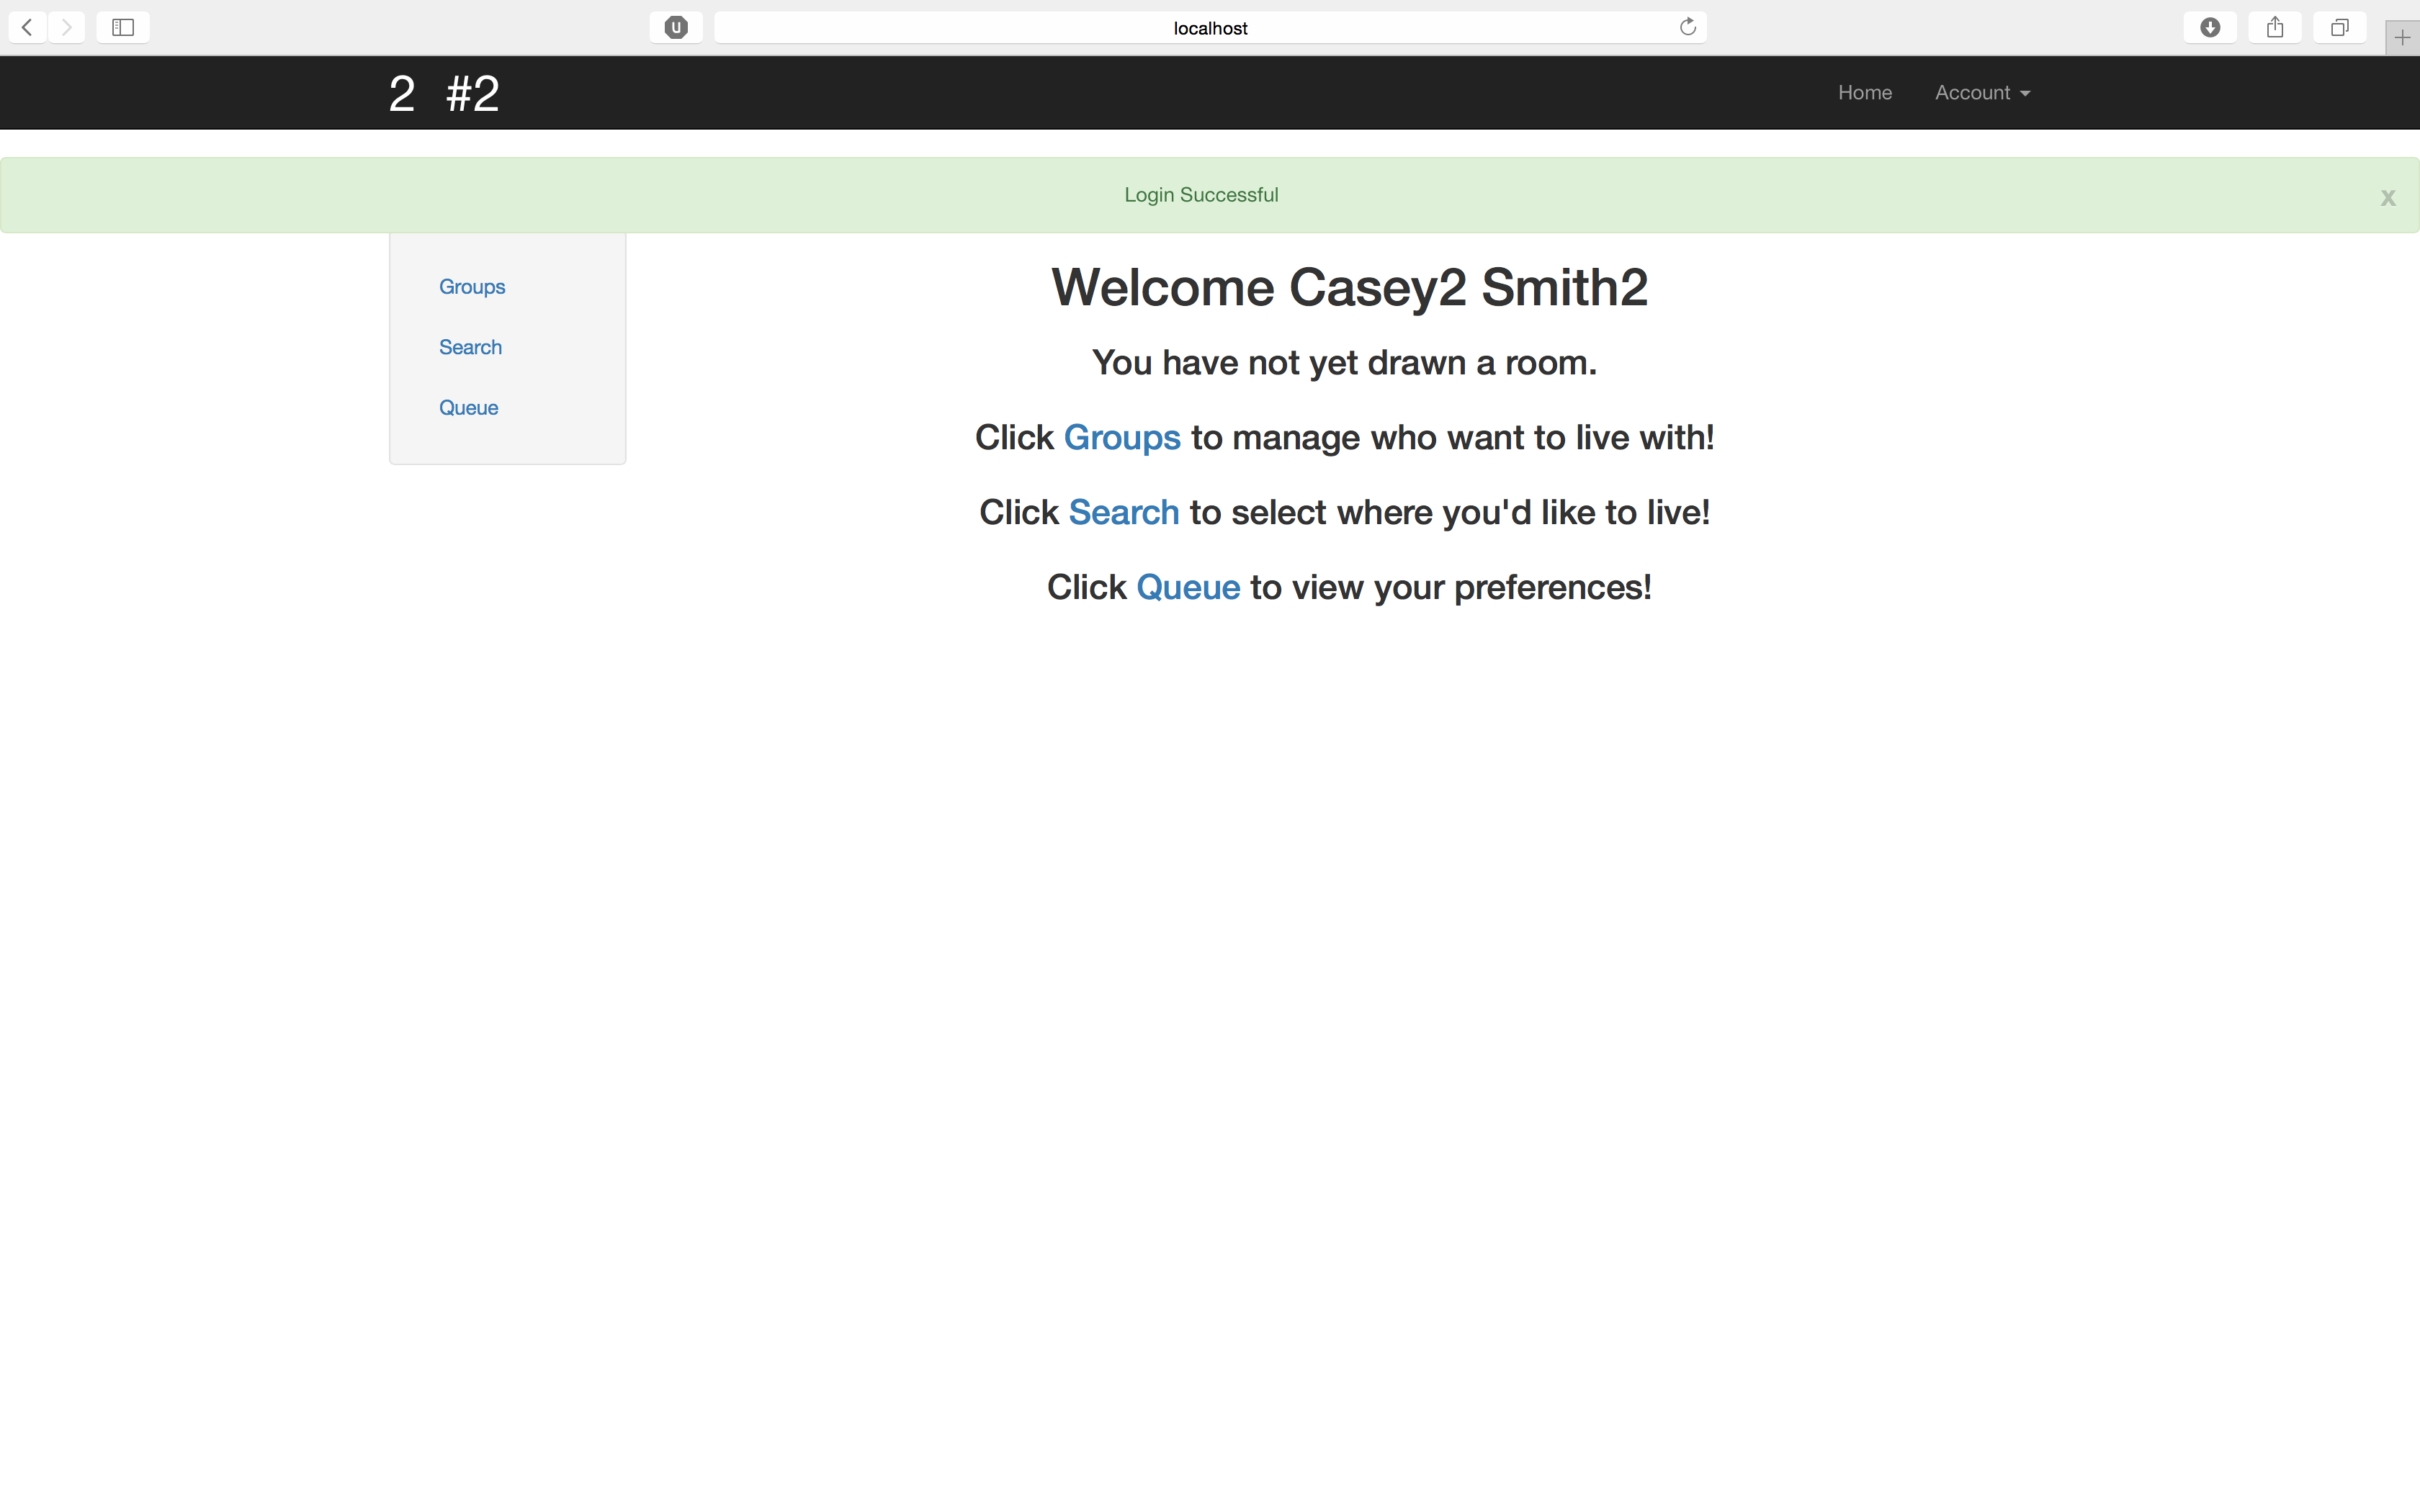 localhost
2 #2
Home
Account
Login Successful
x
Groups
Search
Queue
Welcome Casey2 Smith2
You have not yet drawn a room.
Click Groups to manage who want to live with!
Click Search to select where you'd like to live!
Click Queue to view your preferences!